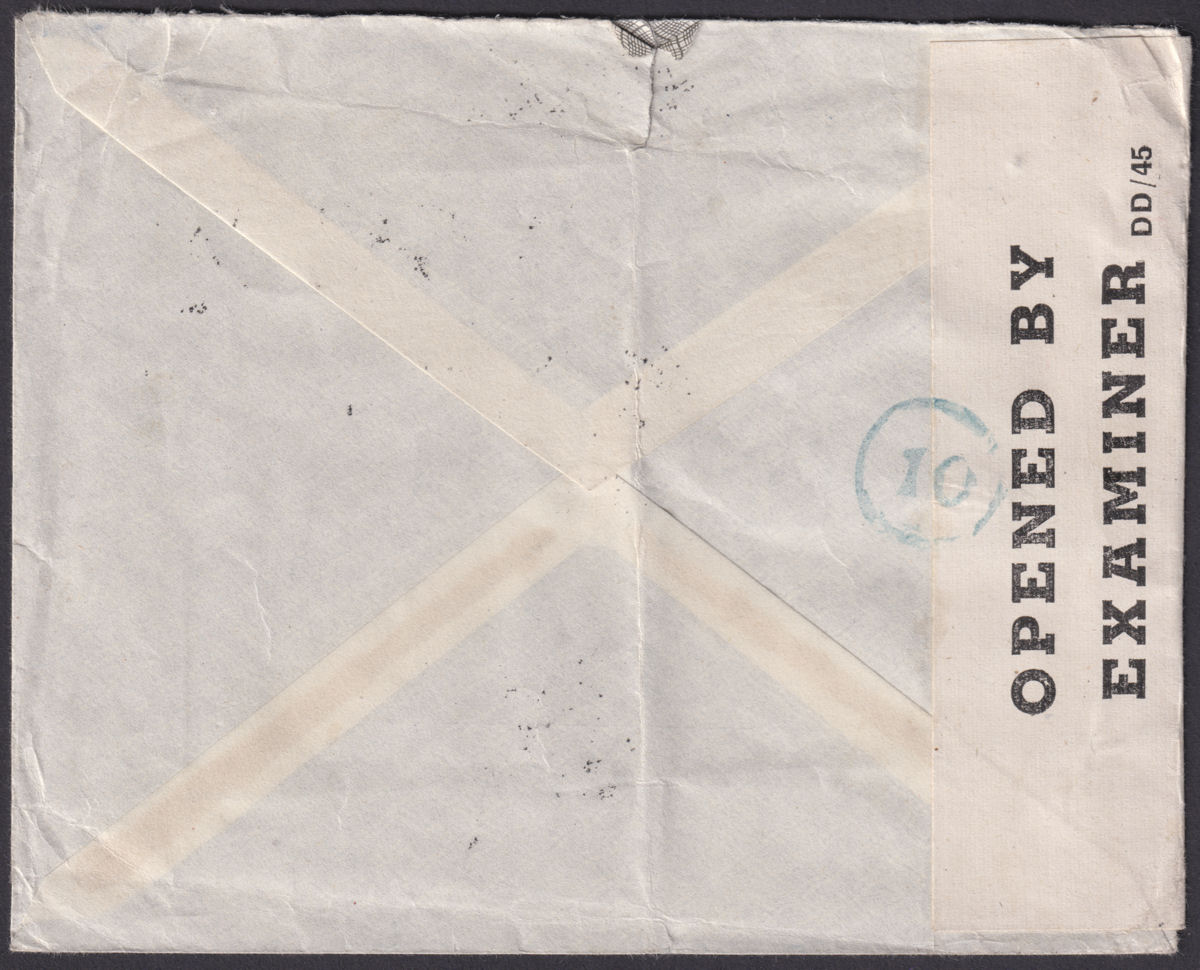 OPENED BY
EXAMINER DD/45
10